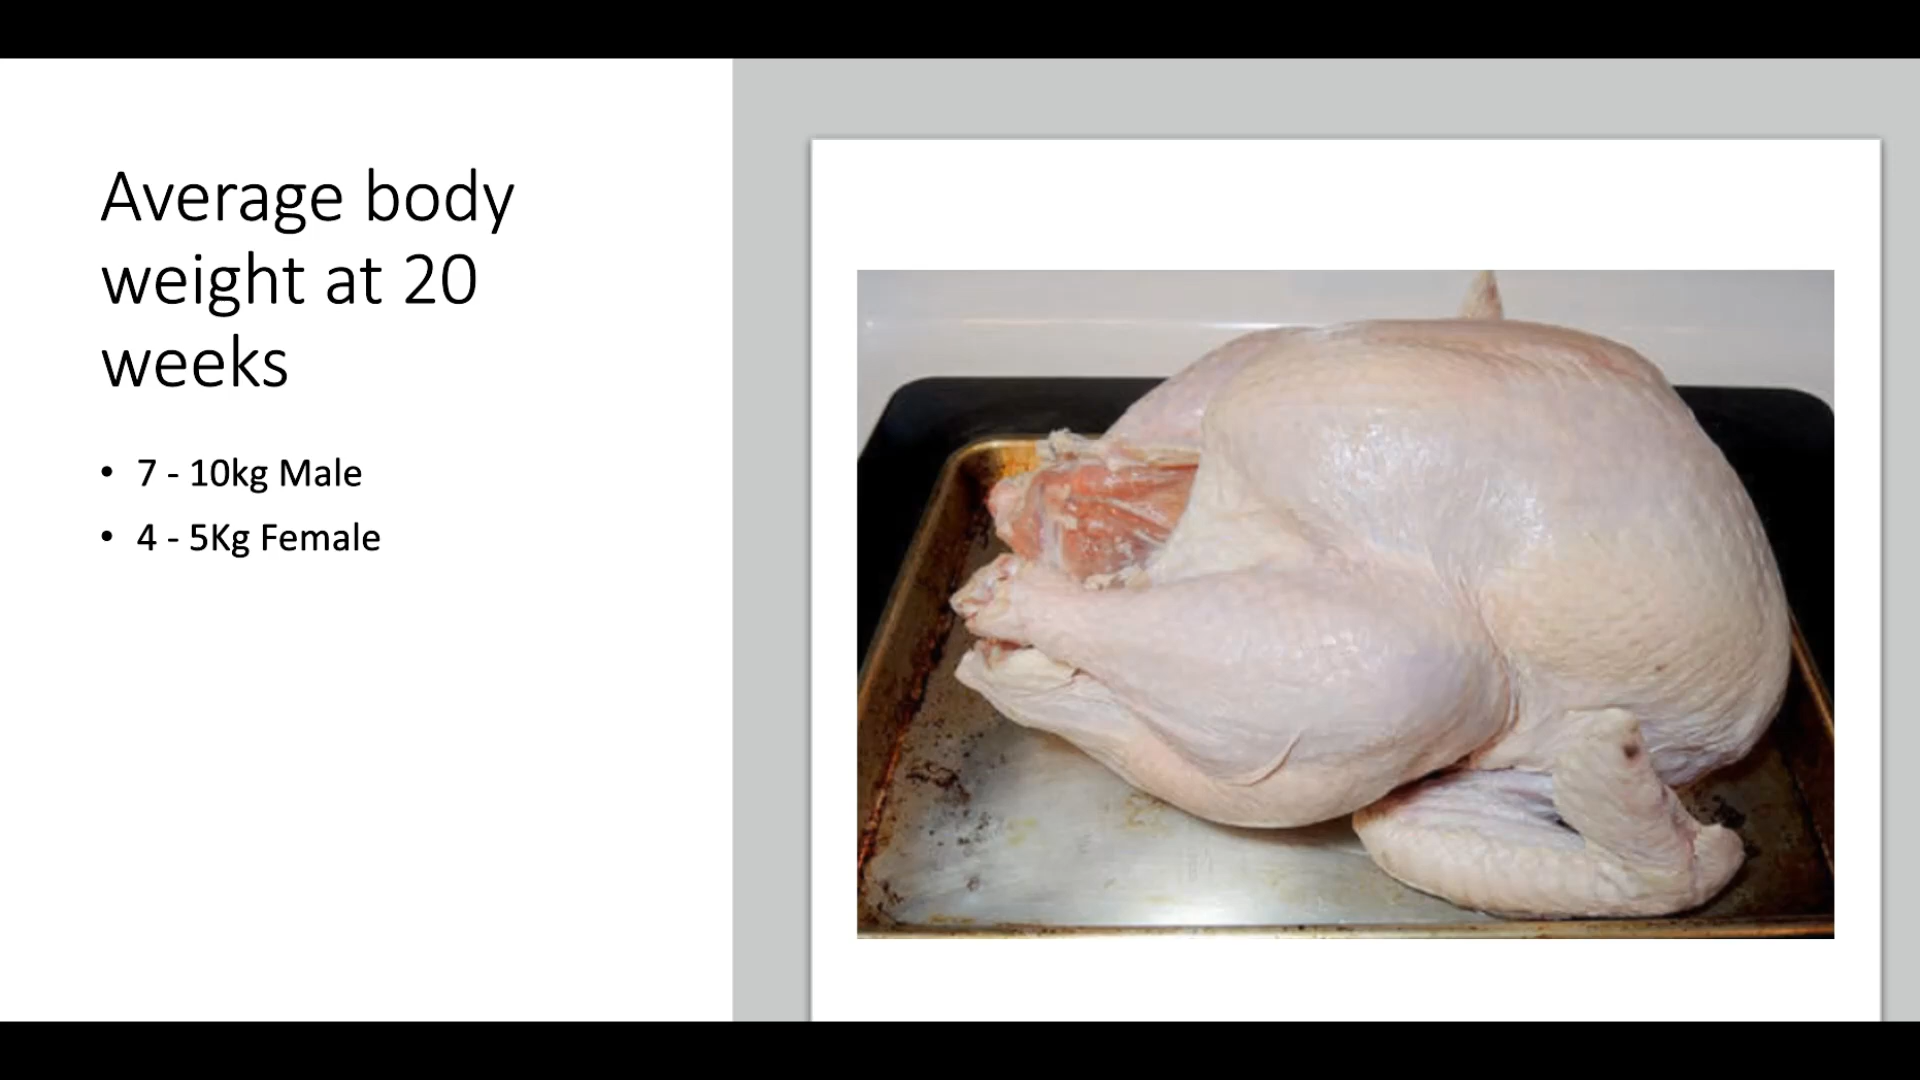 Average body
weight at 20
weeks
• 7 - 10kg Male
• 4 - 5Kg Female